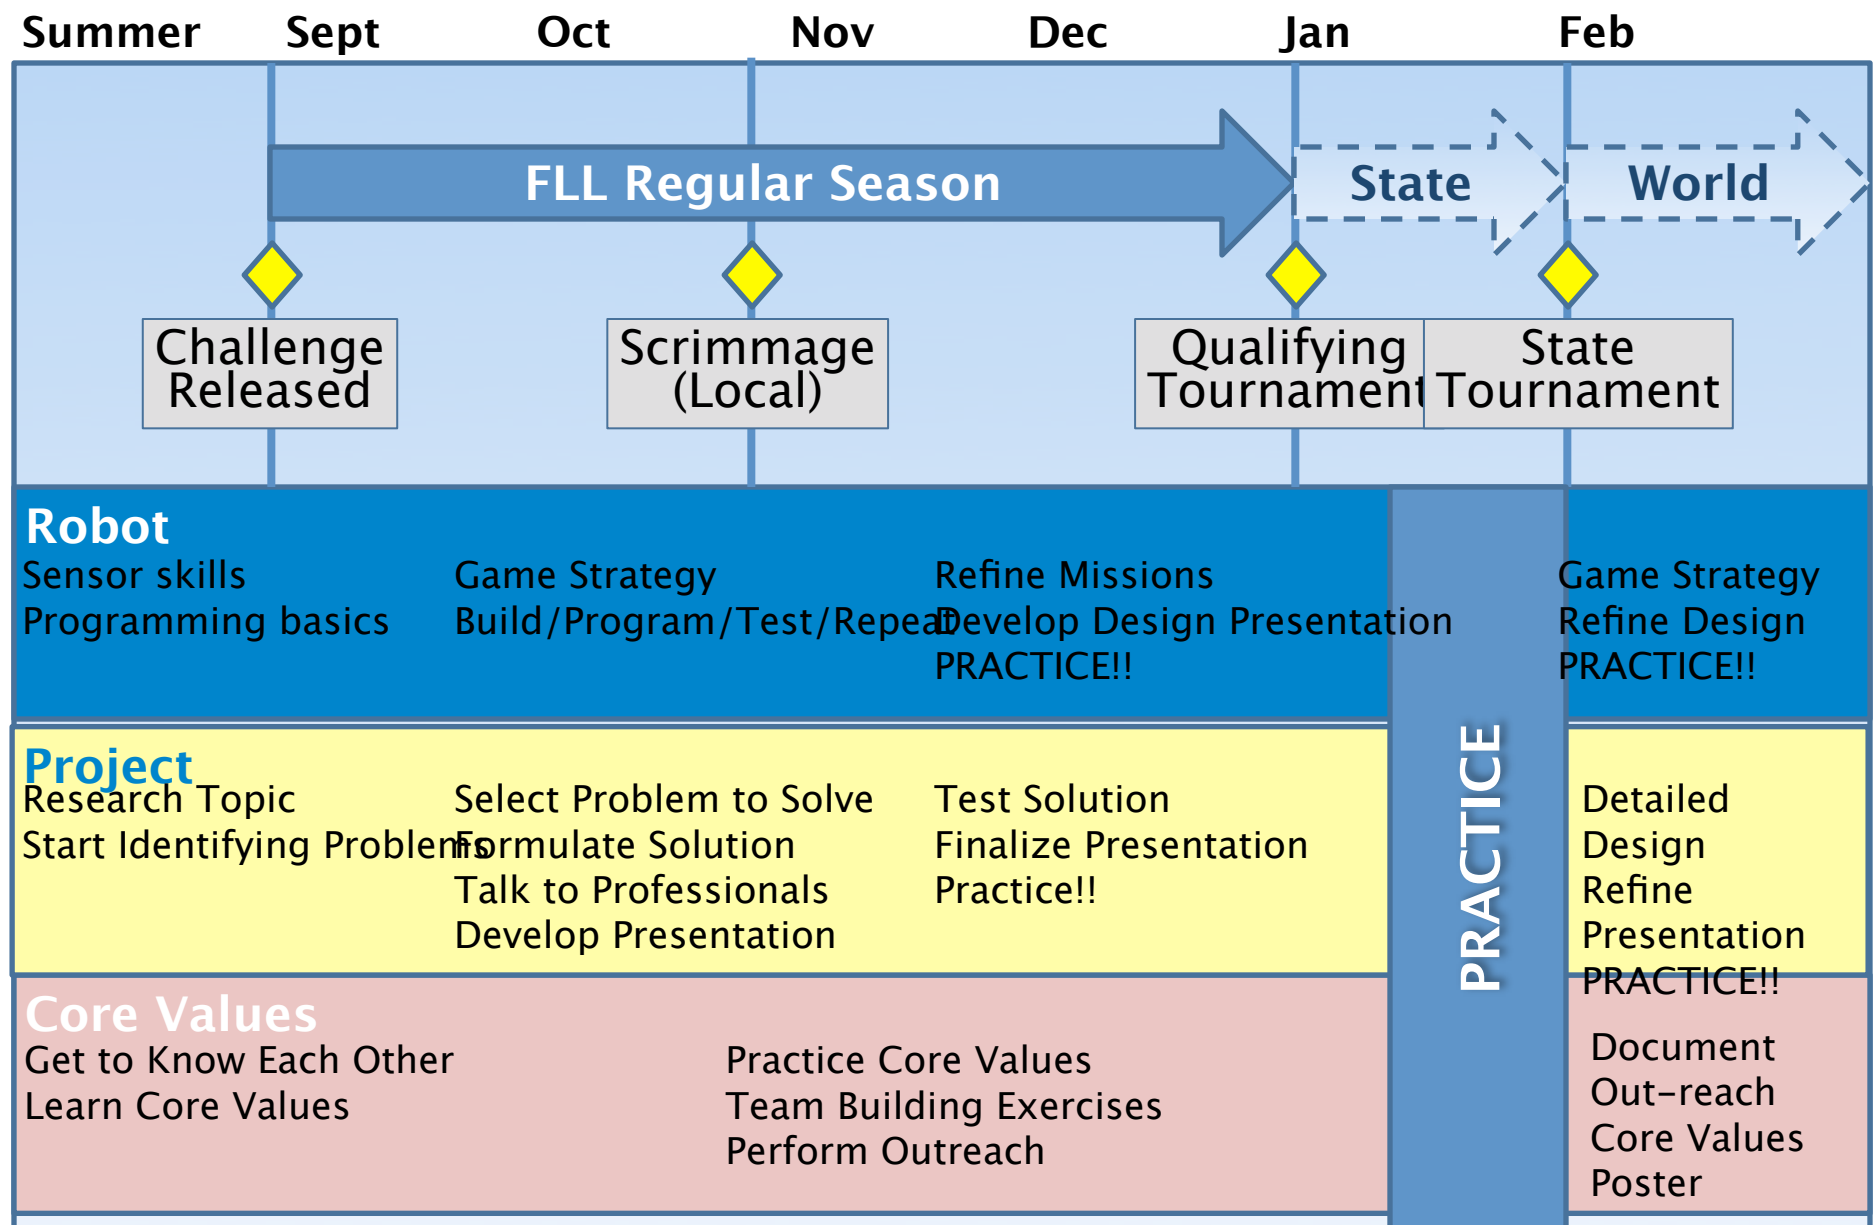 Summer Sept Oct Nov Dec Jan Feb
FLL Regular Season
State
World
Challenge
Released
Scrimmage
(Local)
Qualifying
Tournament
State
Tournament
Robot
Sensor skills
Programming basics
Game Strategy
Build/Program/Test/Repeat
Refine Missions
Develop Design Presentation
PRACTICE!!
Game Strategy
Refine Design
PRACTICE!!
PRACTICE
Project
Research Topic
Start Identifying Problems
Select Problem to Solve
Formulate Solution
Talk to Professionals
Develop Presentation
Test Solution
Finalize Presentation
Practice!!
Detailed
Design
Refine
Presentation
PRACTICE!!
Core Values
Get to Know Each Other
Learn Core Values
Practice Core Values
Team Building Exercises
Perform Outreach
Document
Out-reach
Core Values
Poster